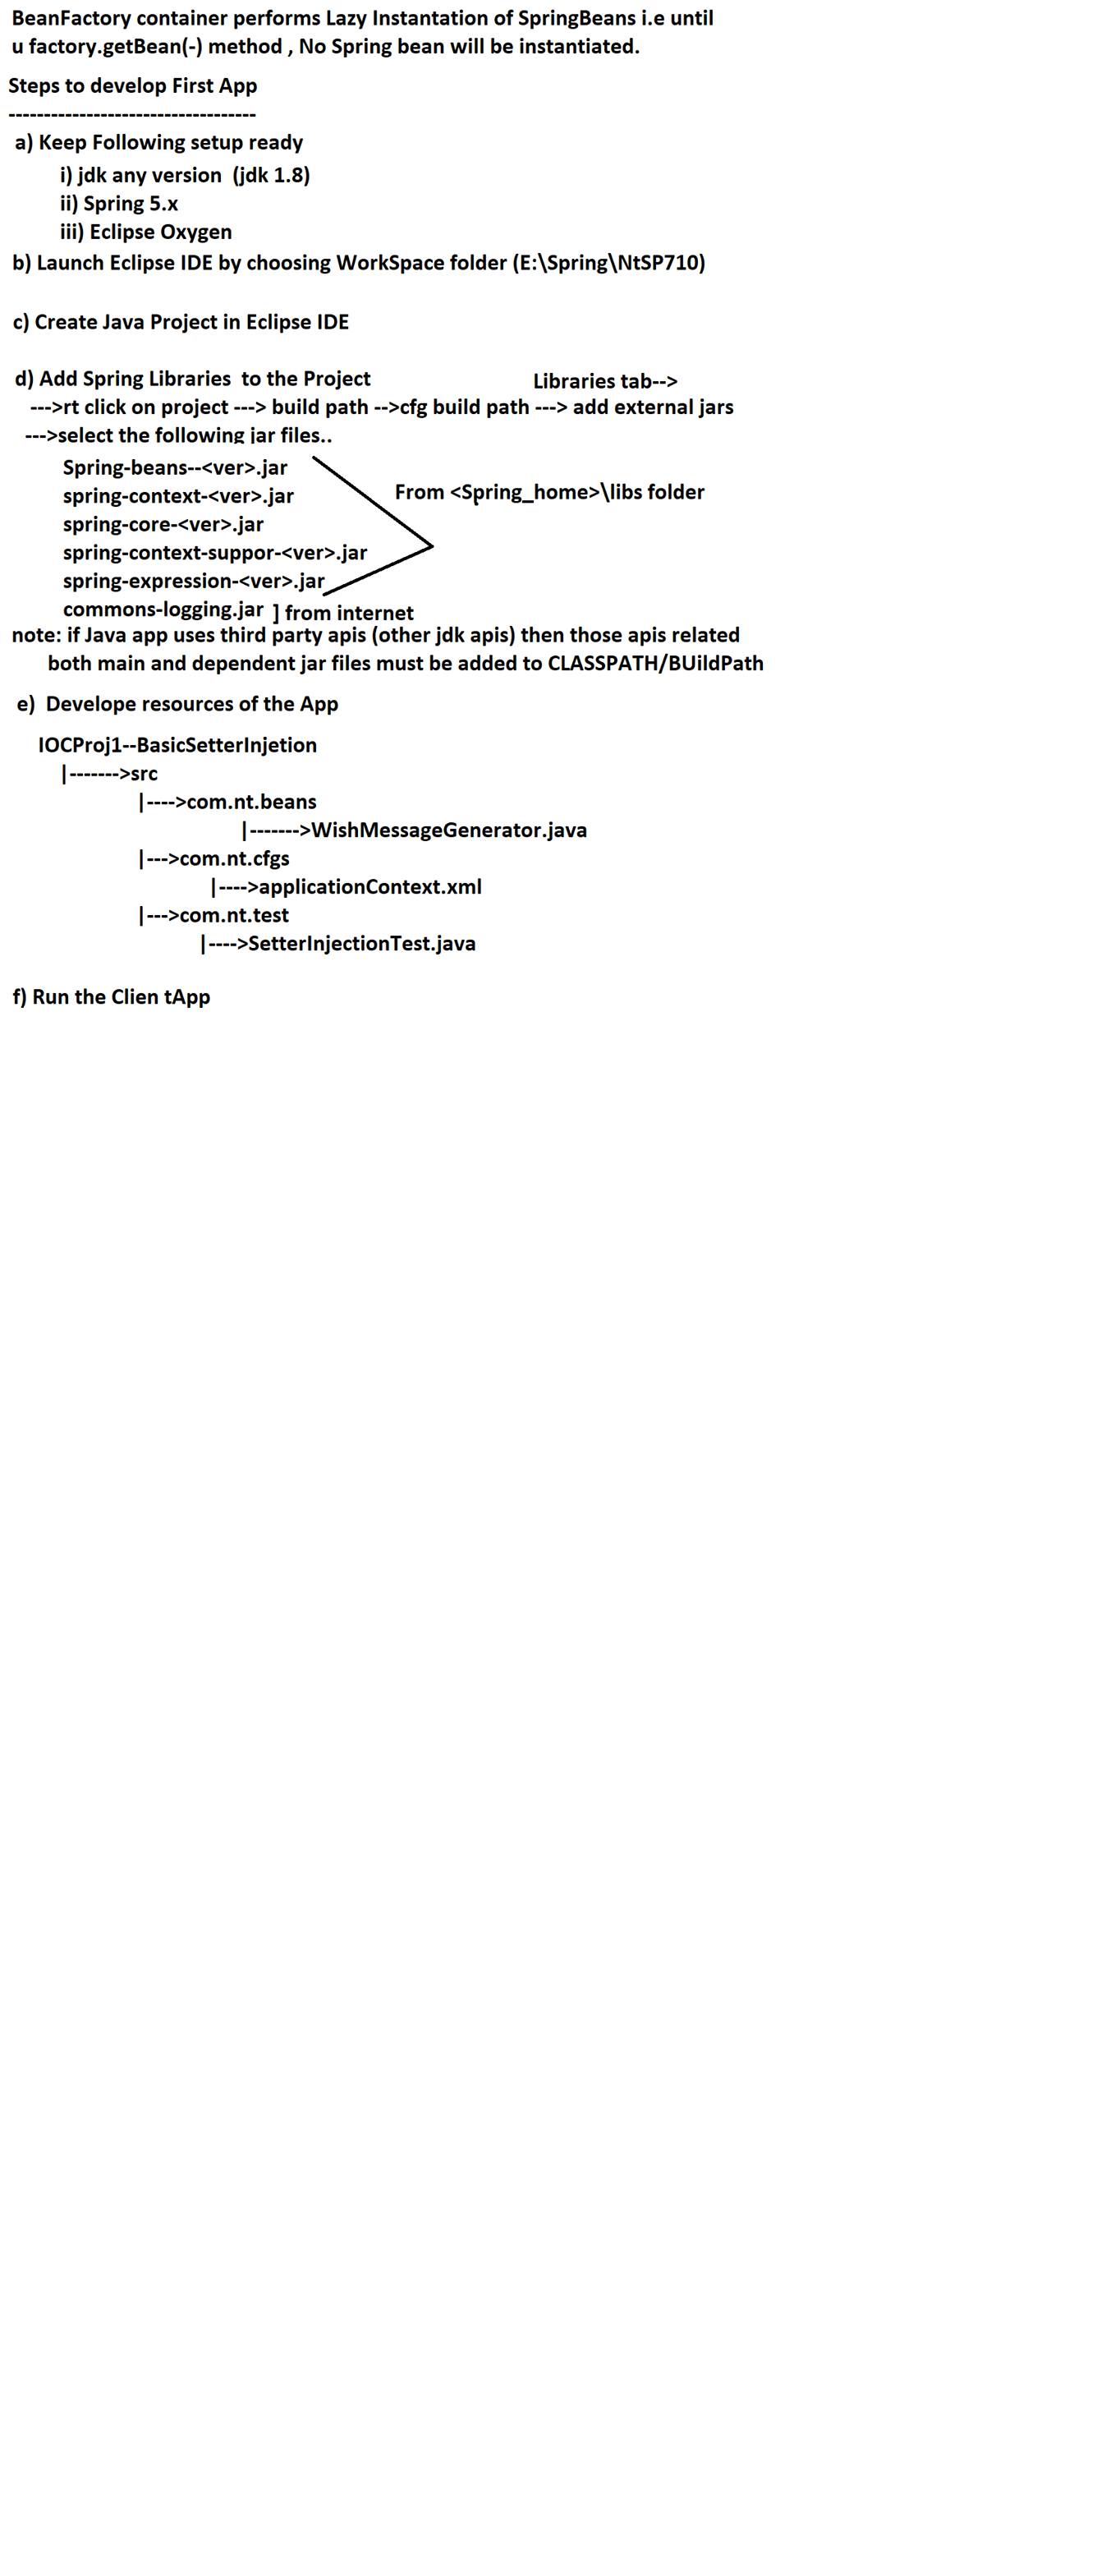 BeanFactory container performs Lazy Instantation of SpringBeans i.e until
u factory.getBean(-) method , No Spring bean will be instantiated.
Steps to develop First App
-----------------------------------
a) Keep Following setup ready
i) jdk any version (jdk 1.8)
ii) Spring 5.x
iii) Eclipse Oxygen
b) Launch Eclipse IDE by choosing WorkSpace folder (E:\Spring\NtSP710)
c) Create Java Project in Eclipse IDE
d) Add Spring Libraries to the Project
Libraries tab-->
--->rt click on project ---> build path -->cfg build path ---> add external jars
--->select the following jar files..
Spring-beans--<ver>.jar
spring-context-<ver>.jar
From <Spring_home>\libs folder
spring-core-<ver>.jar
spring-context-suppor-<ver>.jar
spring-expression-<ver>.jar
commons-logging.jar ] from internet
note: if Java app uses third party apis (other jdk apis) then those apis related
both main and dependent jar files must be added to CLASSPATH/BUildPath
e) Develope resources of the App
IOCProj1--BasicSetterInjetion
|------->src
|---->com.nt.beans
|------->WishMessageGenerator.java
|--->com.nt.cfgs
|---->applicationContext.xml
|--->com.nt.test
|---->SetterInjectionTest.java
f) Run the Clien tApp